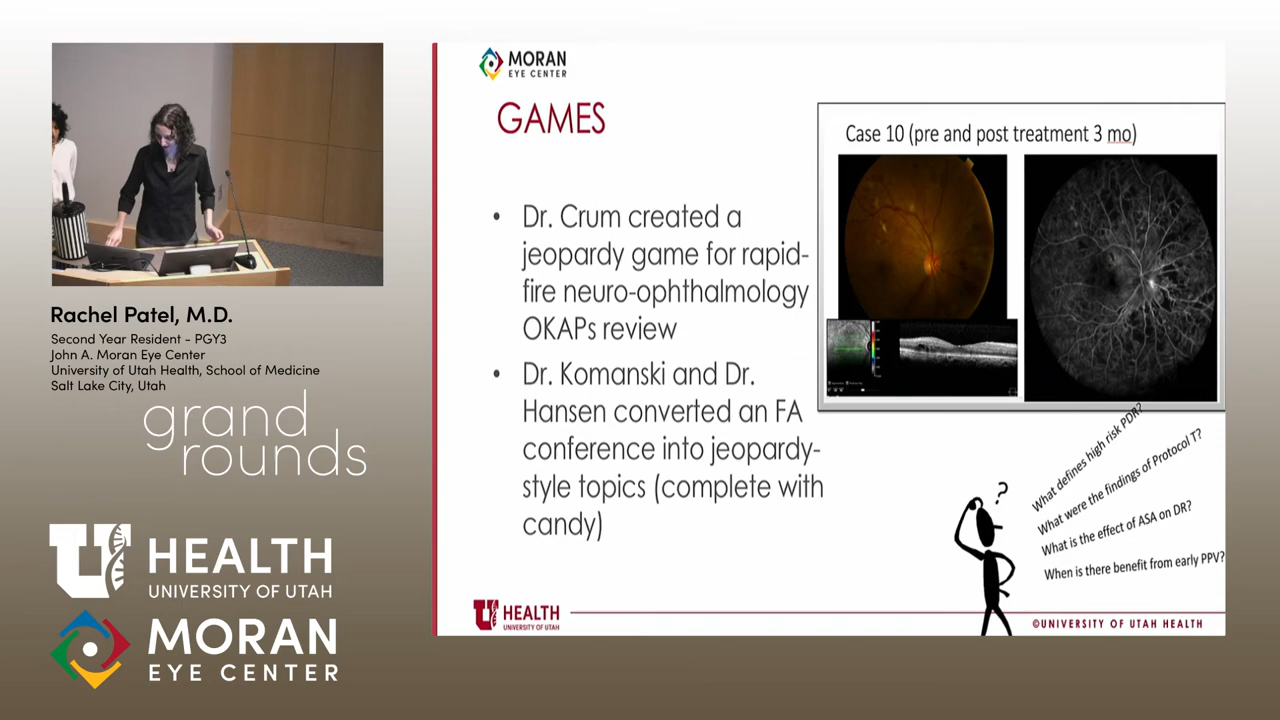 Rachel Patel, M.D.
Second Year Resident - PGY3
John A. Moran Eye Center
University of Utah Health, School of Medicine
Salt Lake City, Utah
grand
rounds
U
HEALTH
UNIVERSITY OF UTAH
MORAN
EYE CENTER
MORAN
EYE CENTER
GAMES
• Dr. Crum created a
jeopardy game for rapid-
fire neuro-ophthalmology
OKAPs review
• Dr. Komanski and Dr.
Hansen converted an FA
conference into jeopardy-
style topics (complete with
candy)
Case 10 (pre and post treatment 3 mo)
?
What defines high risk PDR?
What were the findings of Protocol T?
What is the effect of ASA on DR?
When is there benefit from early PPV?
U
HEALTH
UNIVERSITY OF UTAH
©UNIVERSITY OF UTAH HEALTH